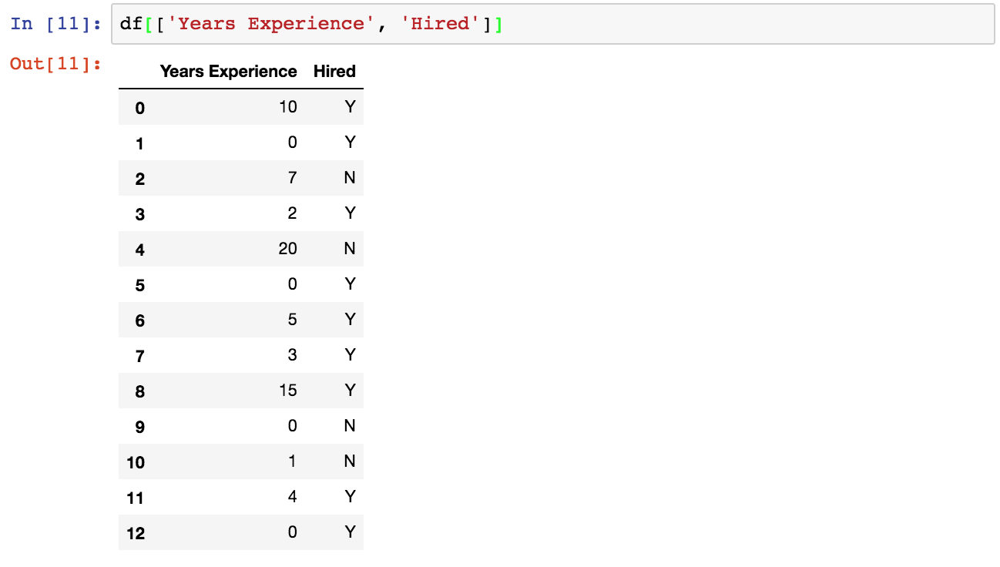 In [11]: df[['Years Experience', 'Hired']]
Out[11]:
Years Experience Hired
0 10 Y
1 0 Y
2 7 N
3 2 Y
4 20 N
5 0 Y
6 5 Y
7 3 Y
8 15 Y
9 0 N
10 1 N
11 4 Y
12 0 Y